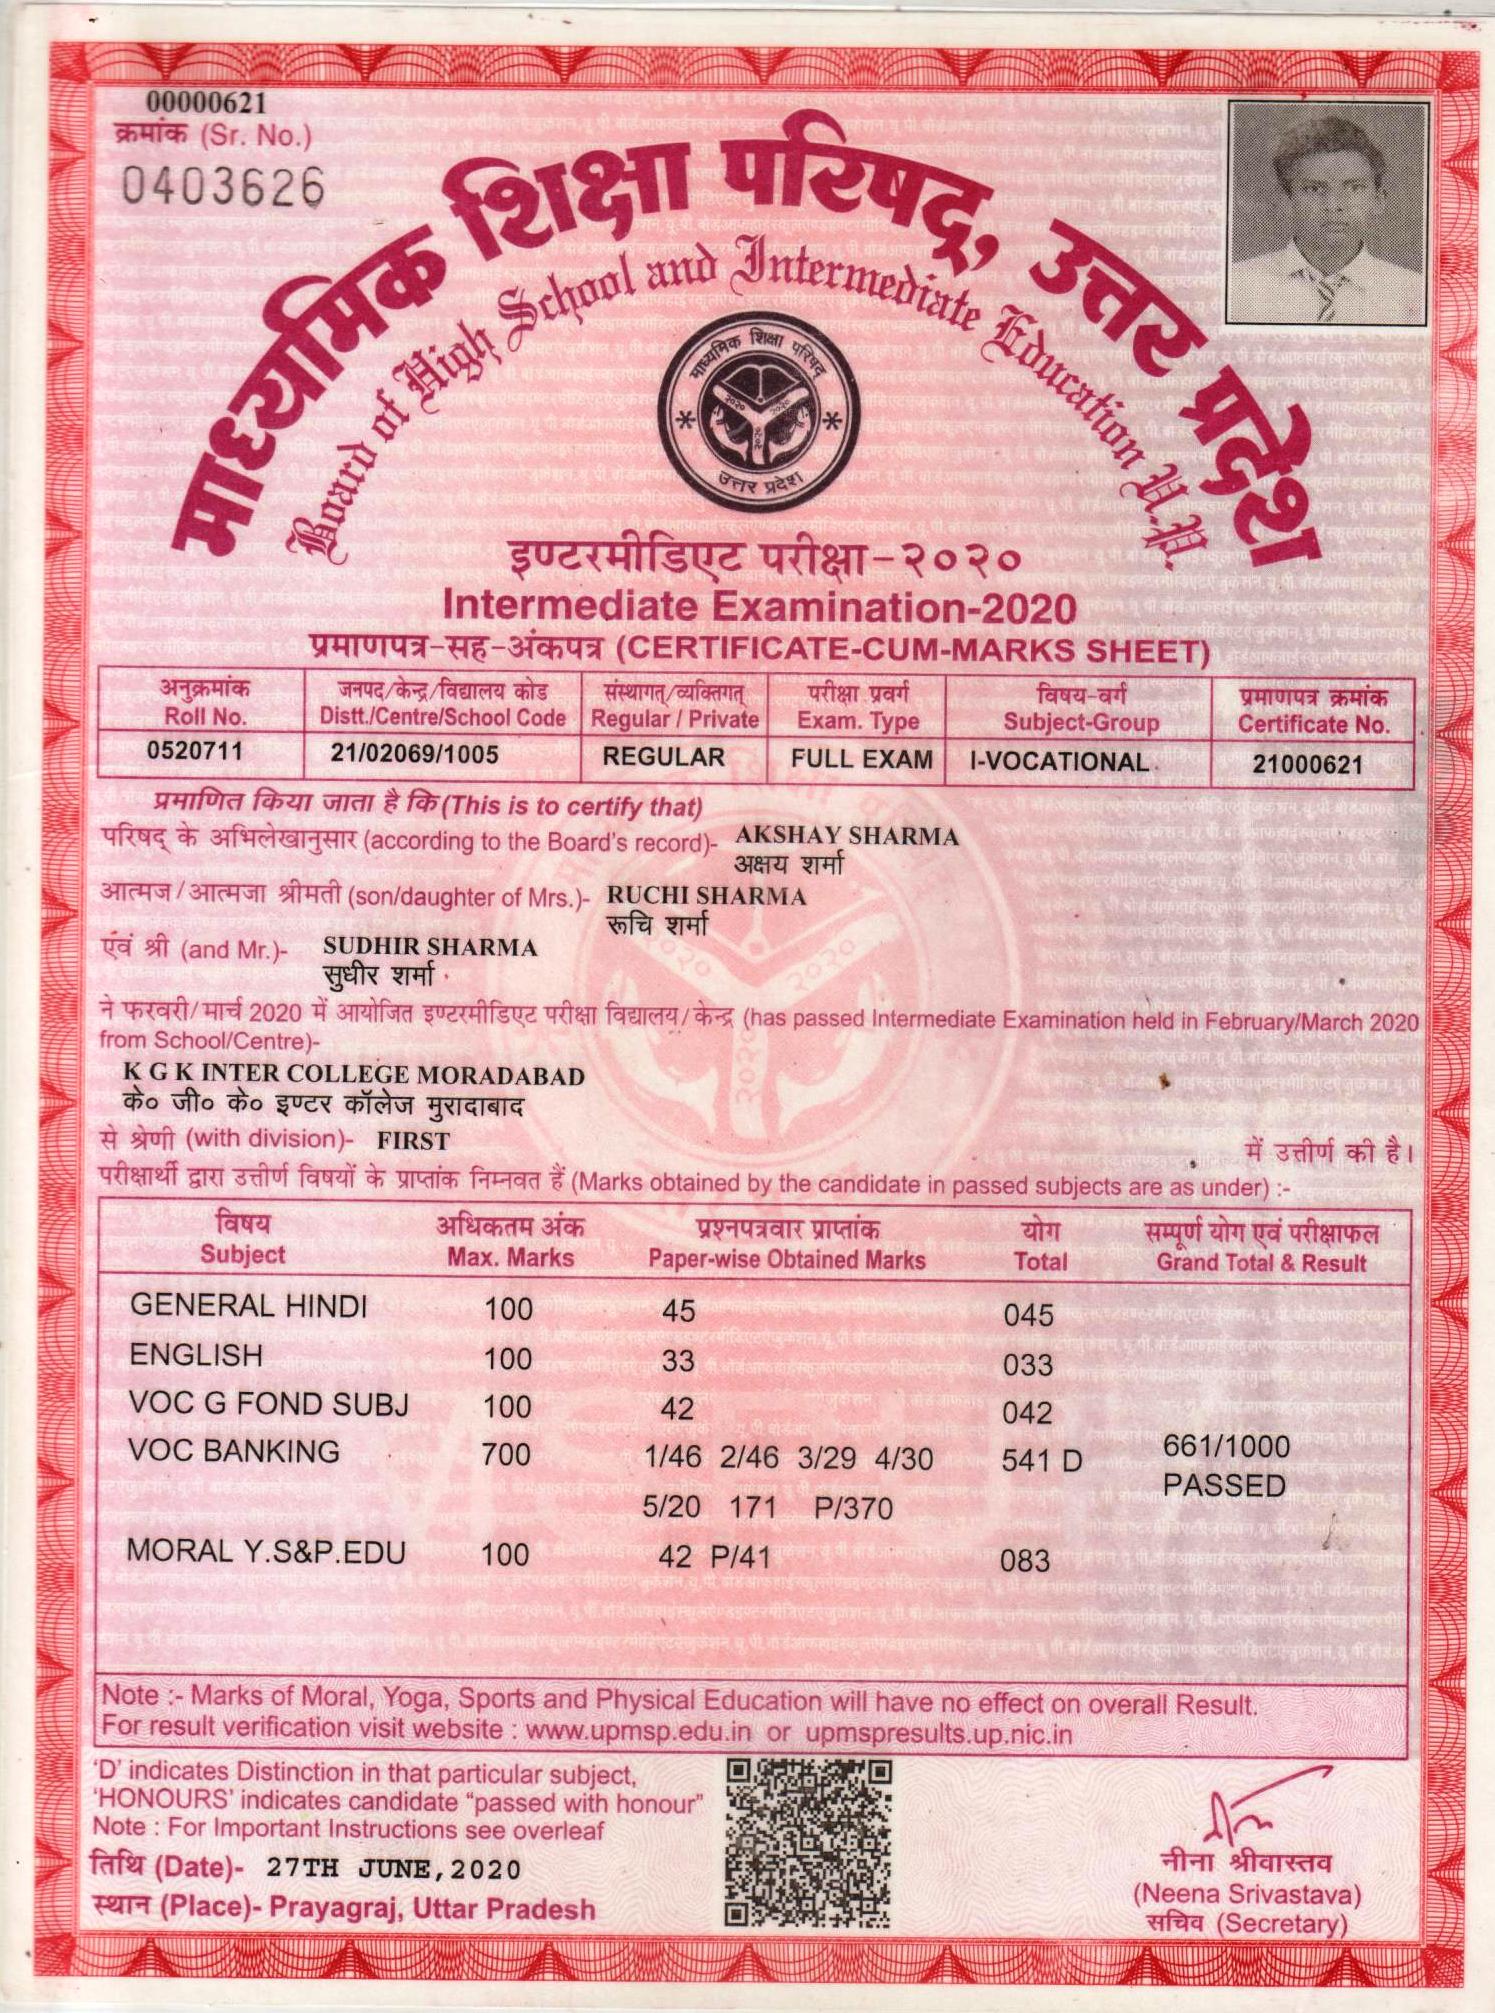 00000621
क्रमांक (Sr. No.)
0403626
माध्यमिक शिक्षा परिषद्, उत्तर प्रदेश
Board of High School and Intermediate Education U.P.
माध्यमिक शिक्षा परिषद्
२०२० २०२०
२०२०
उत्तर प्रदेश
इण्टरमीडिएट परीक्षा-२०२०
Intermediate Examination-2020
प्रमाणपत्र-सह-अंकपत्र (CERTIFICATE-CUM-MARKS SHEET)
अनुक्रमांक जनपद/केन्द्र/विद्यालय कोड संस्थागत/व्यक्तिगत परीक्षा प्रवर्ग विषय-वर्ग प्रमाणपत्र क्रमांक
Roll No. Distt./Centre/School Code Regular / Private Exam. Type Subject-Group Certificate No.
0520711 21/02069/1005 REGULAR FULL EXAM I-VOCATIONAL 21000621
प्रमाणित किया जाता है कि (This is to certify that)
परिषद् के अभिलेखानुसार (according to the Board's record)- AKSHAY SHARMA
अक्षय शर्मा
आत्मज/आत्मजा श्रीमती (son/daughter of Mrs.)- RUCHI SHARMA
रूचि शर्मा
एवं श्री (and Mr.)- SUDHIR SHARMA
सुधीर शर्मा
ने फरवरी/मार्च 2020 में आयोजित इण्टरमीडिएट परीक्षा विद्यालय/केन्द्र (has passed Intermediate Examination held in February/March 2020
from School/Centre)-
K G K INTER COLLEGE MORADABAD
के० जी० के० इण्टर कॉलेज मुरादाबाद
से श्रेणी (with division)- FIRST में उत्तीर्ण की है।
परीक्षार्थी द्वारा उत्तीर्ण विषयों के प्राप्तांक निम्नवत हैं (Marks obtained by the candidate in passed subjects are as under) :-
विषय अधिकतम अंक प्रश्नपत्रवार प्राप्तांक योग सम्पूर्ण योग एवं परीक्षाफल
Subject Max. Marks Paper-wise Obtained Marks Total Grand Total & Result
GENERAL HINDI 100 45 045
ENGLISH 100 33 033
VOC G FOND SUBJ 100 42 042
VOC BANKING 700 1/46 2/46 3/29 4/30 541 D 661/1000
PASSED
5/20 171 P/370
MORAL Y.S&P.EDU 100 42 P/41 083
Note :- Marks of Moral, Yoga, Sports and Physical Education will have no effect on overall Result.
For result verification visit website : www.upmsp.edu.in or upmspresults.up.nic.in
'D' indicates Distinction in that particular subject,
'HONOURS' indicates candidate "passed with honour"
Note : For Important Instructions see overleaf
तिथि (Date)- 27TH JUNE,2020
स्थान (Place)- Prayagraj, Uttar Pradesh
नीना श्रीवास्तव
(Neena Srivastava)
सचिव (Secretary)